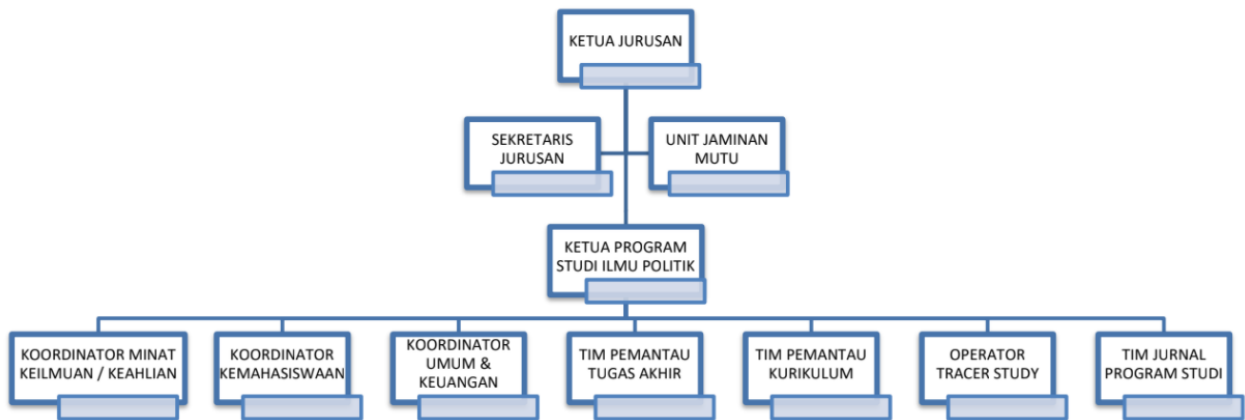 KETUA JURUSAN
SEKRETARIS
JURUSAN
UNIT JAMINAN
MUTU
KETUA PROGRAM
STUDI ILMU POLITIK
KOORDINATOR MINAT
KEILMUAN / KEAHLIAN
KOORDINATOR
KEMAHASISWAAN
KOORDINATOR
UMUM &
KEUANGAN
TIM PEMANTAU
TUGAS AKHIR
TIM PEMANTAU
KURIKULUM
OPERATOR
TRACER STUDY
TIM JURNAL
PROGRAM STUDI